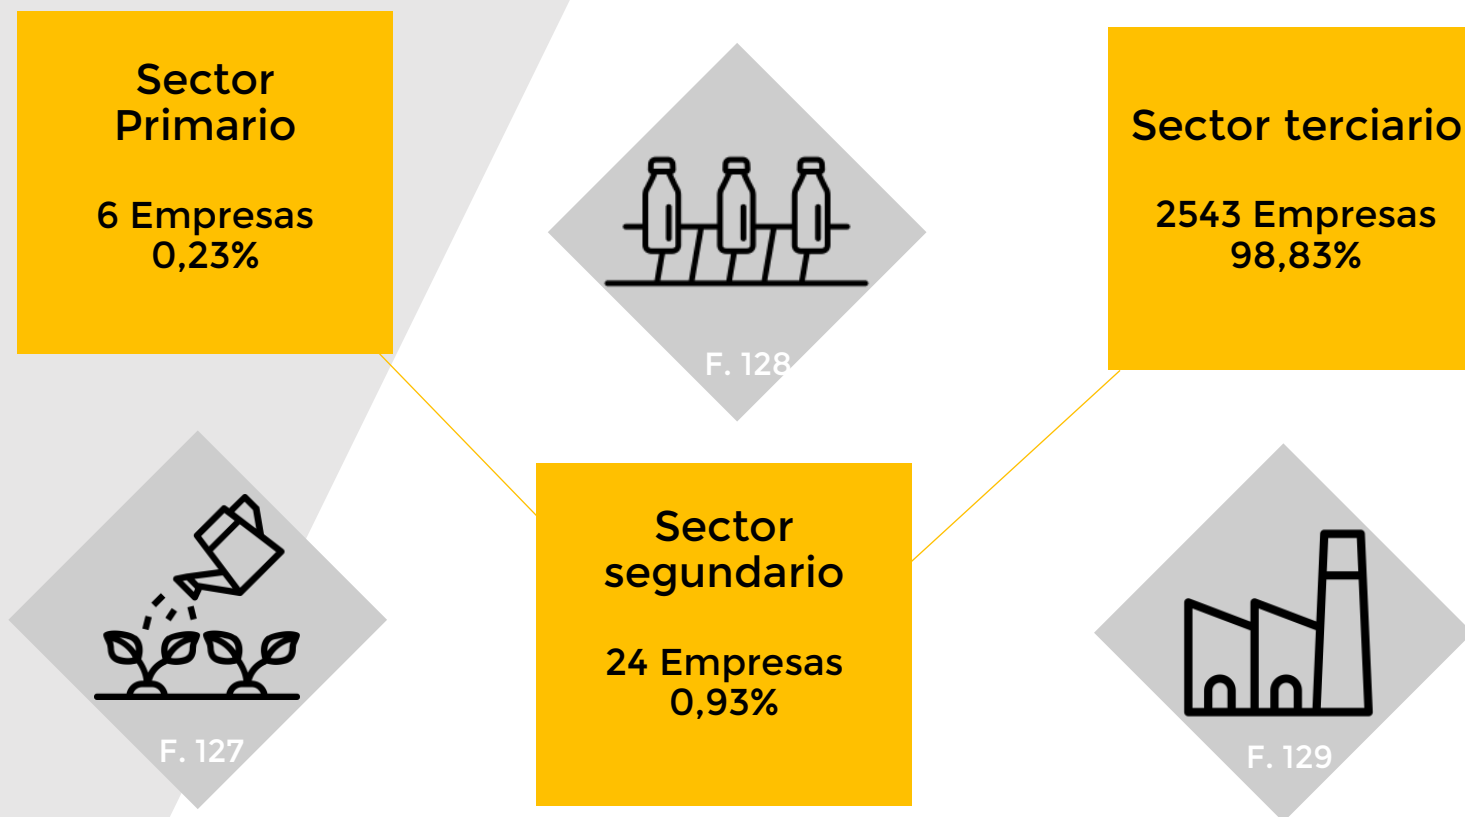 Sector
Primario
6 Empresas
0,23%
F. 127
F. 128
Sector
segundario
24 Empresas
0,93%
Sector terciario
2543 Empresas
98,83%
F. 129